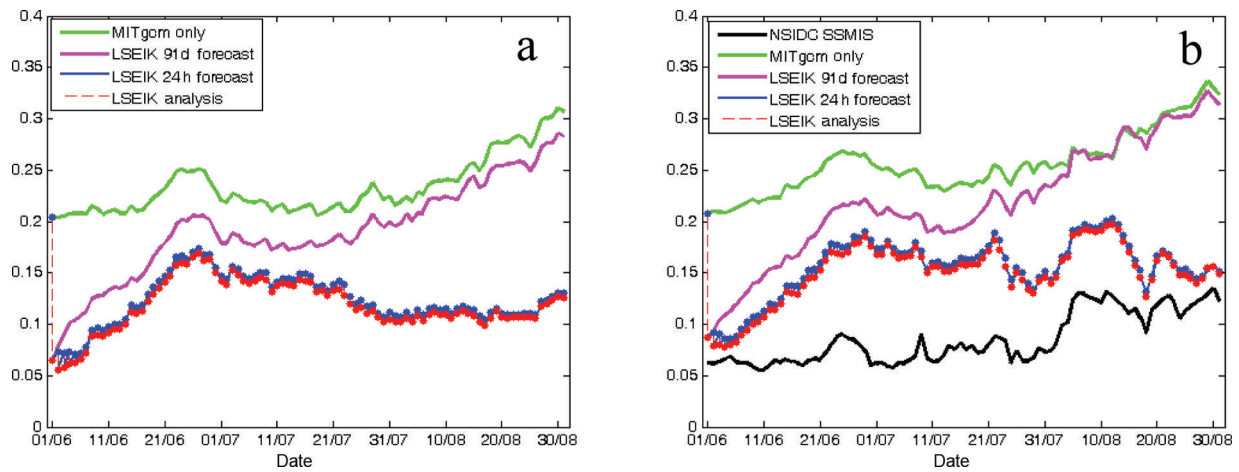 0.4
0.35
0.3
0.25
0.2
0.15
0.1
0.05
0
MITgcm only
LSEIK 91d forecast
LSEIK 24h forecast
LSEIK analysis
a
01/06 11/06 21/06 01/07 11/07 21/07 31/07 10/08 20/08 30/08
Date
0.4
0.35
0.3
0.25
0.2
0.15
0.1
0.05
0
NSIDC SSMIS
MITgcm only
LSEIK 91d forecast
LSEIK 24h forecast
LSEIK analysis
b
01/06 11/06 21/06 01/07 11/07 21/07 31/07 10/08 20/08 30/08
Date